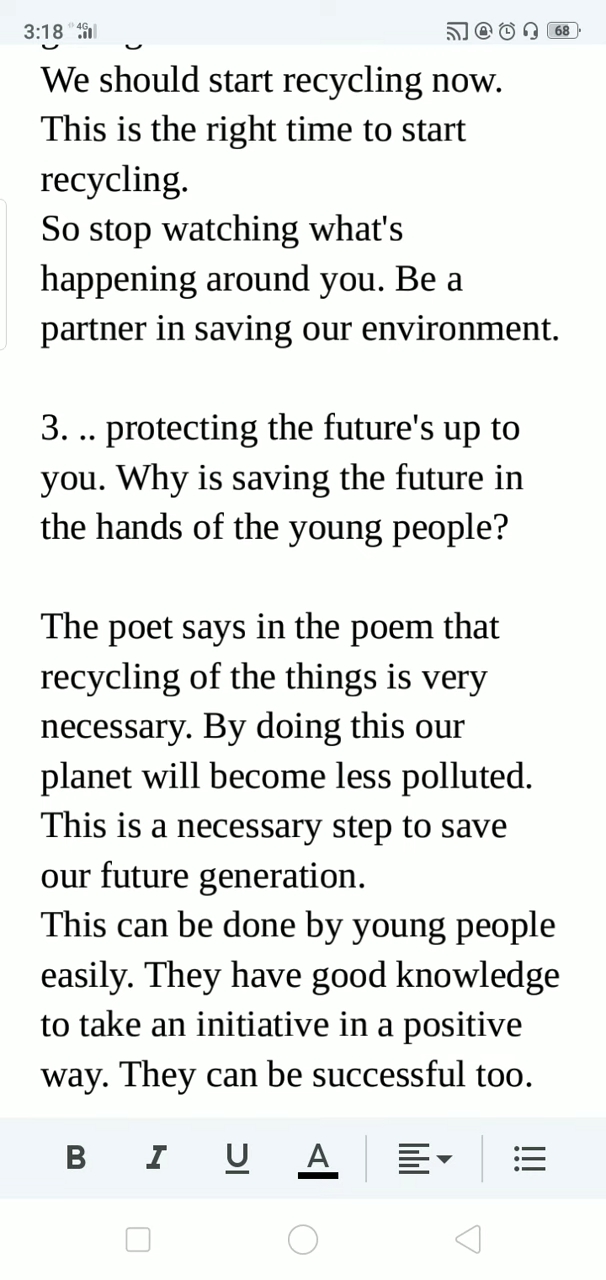 3:18 4G 68
We should start recycling now.
This is the right time to start
recycling.
So stop watching what's
happening around you. Be a
partner in saving our environment.
3. .. protecting the future's up to
you. Why is saving the future in
the hands of the young people?
The poet says in the poem that
recycling of the things is very
necessary. By doing this our
planet will become less polluted.
This is a necessary step to save
our future generation.
This can be done by young people
easily. They have good knowledge
to take an initiative in a positive
way. They can be successful too.
B I U A